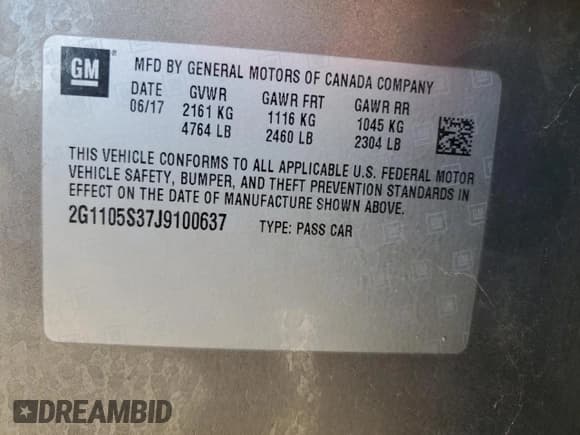 GM ® MFD BY GENERAL MOTORS OF CANADA COMPANY
DATE GVWR GAWR FRT GAWR RR
06/17 2161 KG 1116 KG 1045 KG
4764 LB 2460 LB 2304 LB
THIS VEHICLE CONFORMS TO ALL APPLICABLE U.S. FEDERAL MOTOR
VEHICLE SAFETY, BUMPER, AND THEFT PREVENTION STANDARDS IN
EFFECT ON THE DATE OF MANUFACTURE SHOWN ABOVE.
2G1105S37J9100637 TYPE: PASS CAR
DREAMBID